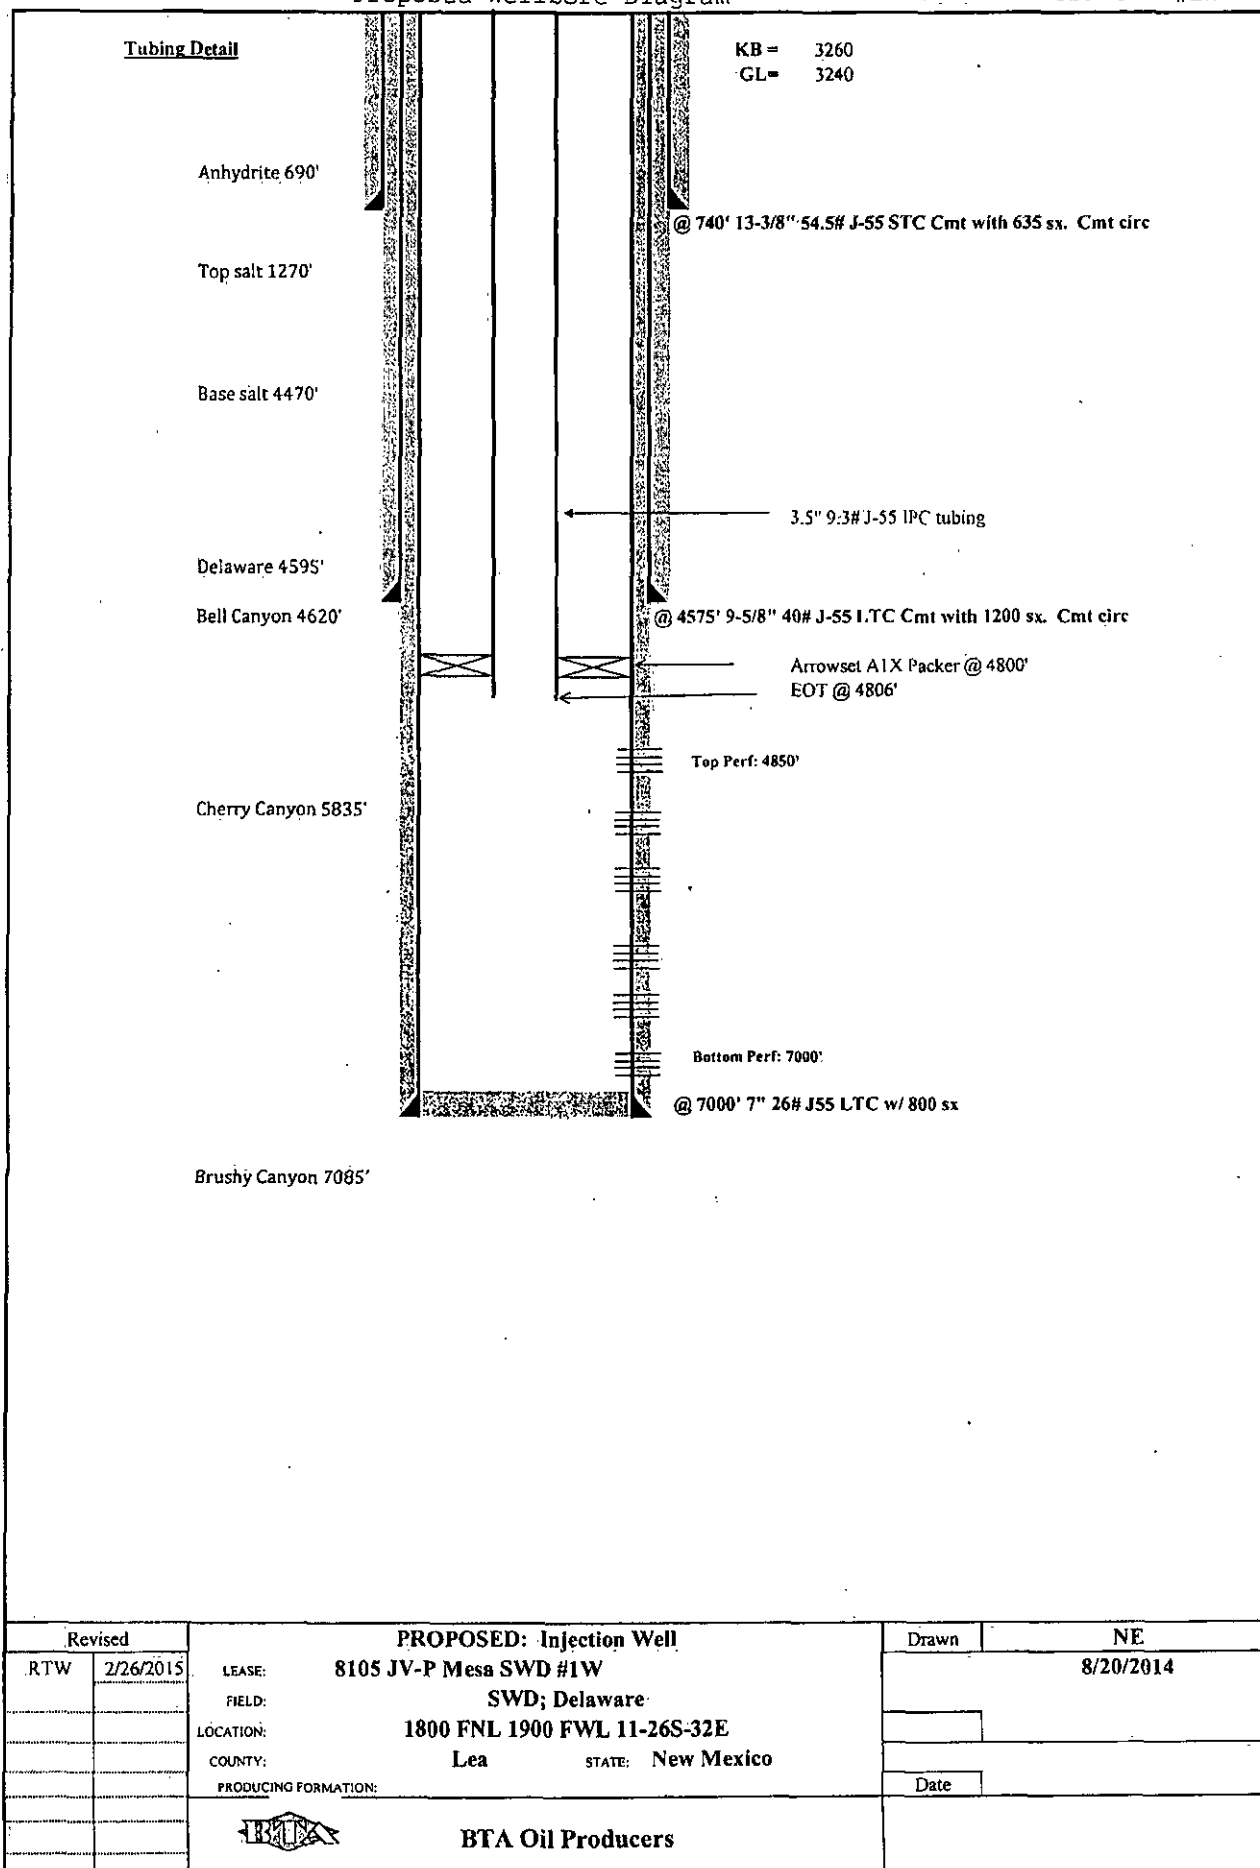 Proposed Wellbore Diagram
Tubing Detail
KB = 3260
GL= 3240
Anhydrite 690'
@ 740' 13-3/8" 54.5# J-55 STC Cmt with 635 sx. Cmt circ
Top salt 1270'
Base salt 4470'
3.5" 9.3# J-55 IPC tubing
Delaware 4595'
Bell Canyon 4620'
@ 4575' 9-5/8" 40# J-55 LTC Cmt with 1200 sx. Cmt circ
Arrowset A1X Packer @ 4800'
EOT @ 4806'
Top Perf: 4850'
Cherry Canyon 5835'
Bottom Perf: 7000'
@ 7000' 7" 26# J55 LTC w/ 800 sx
Brushy Canyon 7085'
Revised
PROPOSED: Injection Well
Drawn NE
RTW 2/26/2015
LEASE: 8105 JV-P Mesa SWD #1W
8/20/2014
FIELD: SWD; Delaware
LOCATION: 1800 FNL 1900 FWL 11-26S-32E
COUNTY: Lea STATE: New Mexico
PRODUCING FORMATION:
Date
BTA
BTA Oil Producers